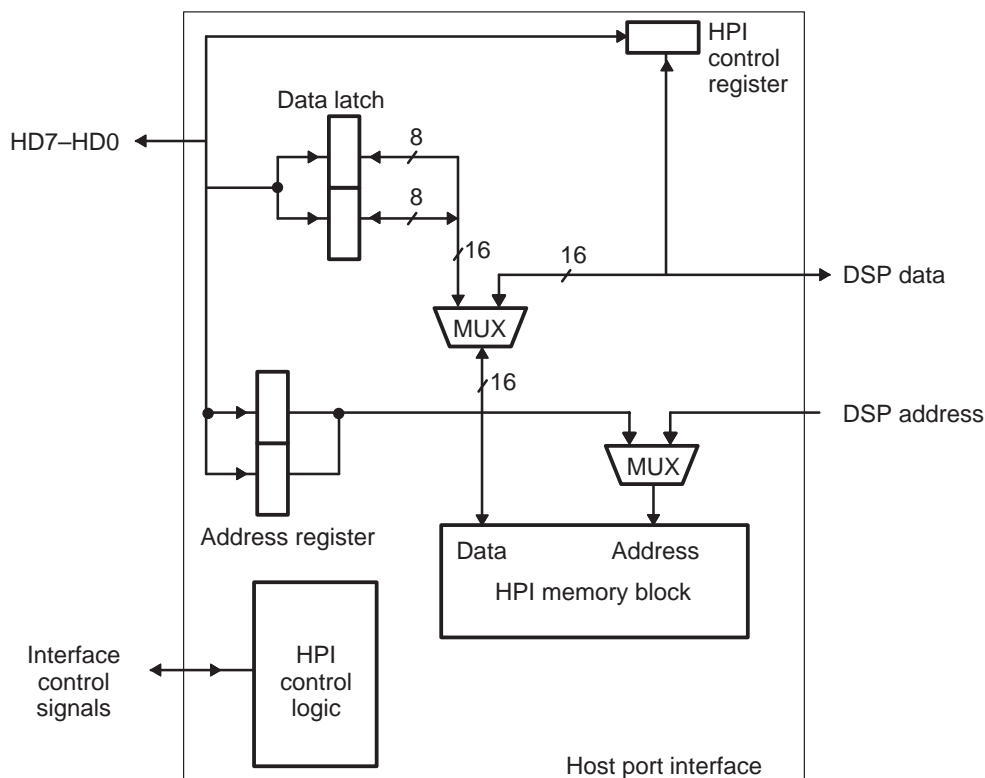 HPI
control
register
Data latch
HD7–HD0
8
8
16
16
DSP data
MUX
16
DSP address
MUX
Address register
Data
Address
HPI memory block
Interface
control
signals
HPI
control
logic
Host port interface